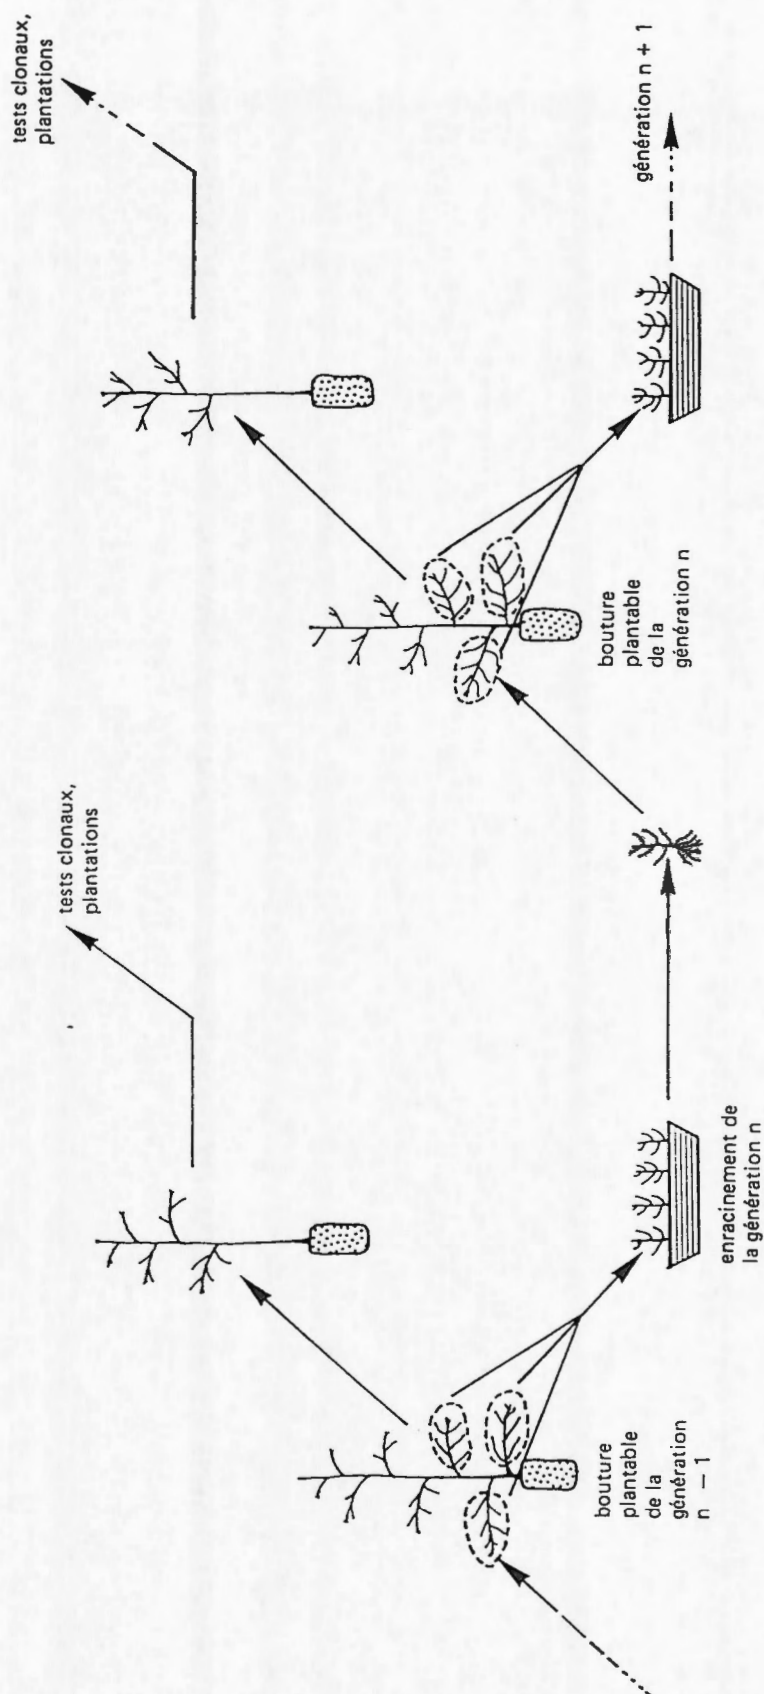 tests clonaux,
plantations
tests clonaux,
plantations
bouture
plantable
de la
génération
n − 1
bouture
plantable
de la
génération n
génération n + 1
enracinement de
la génération n